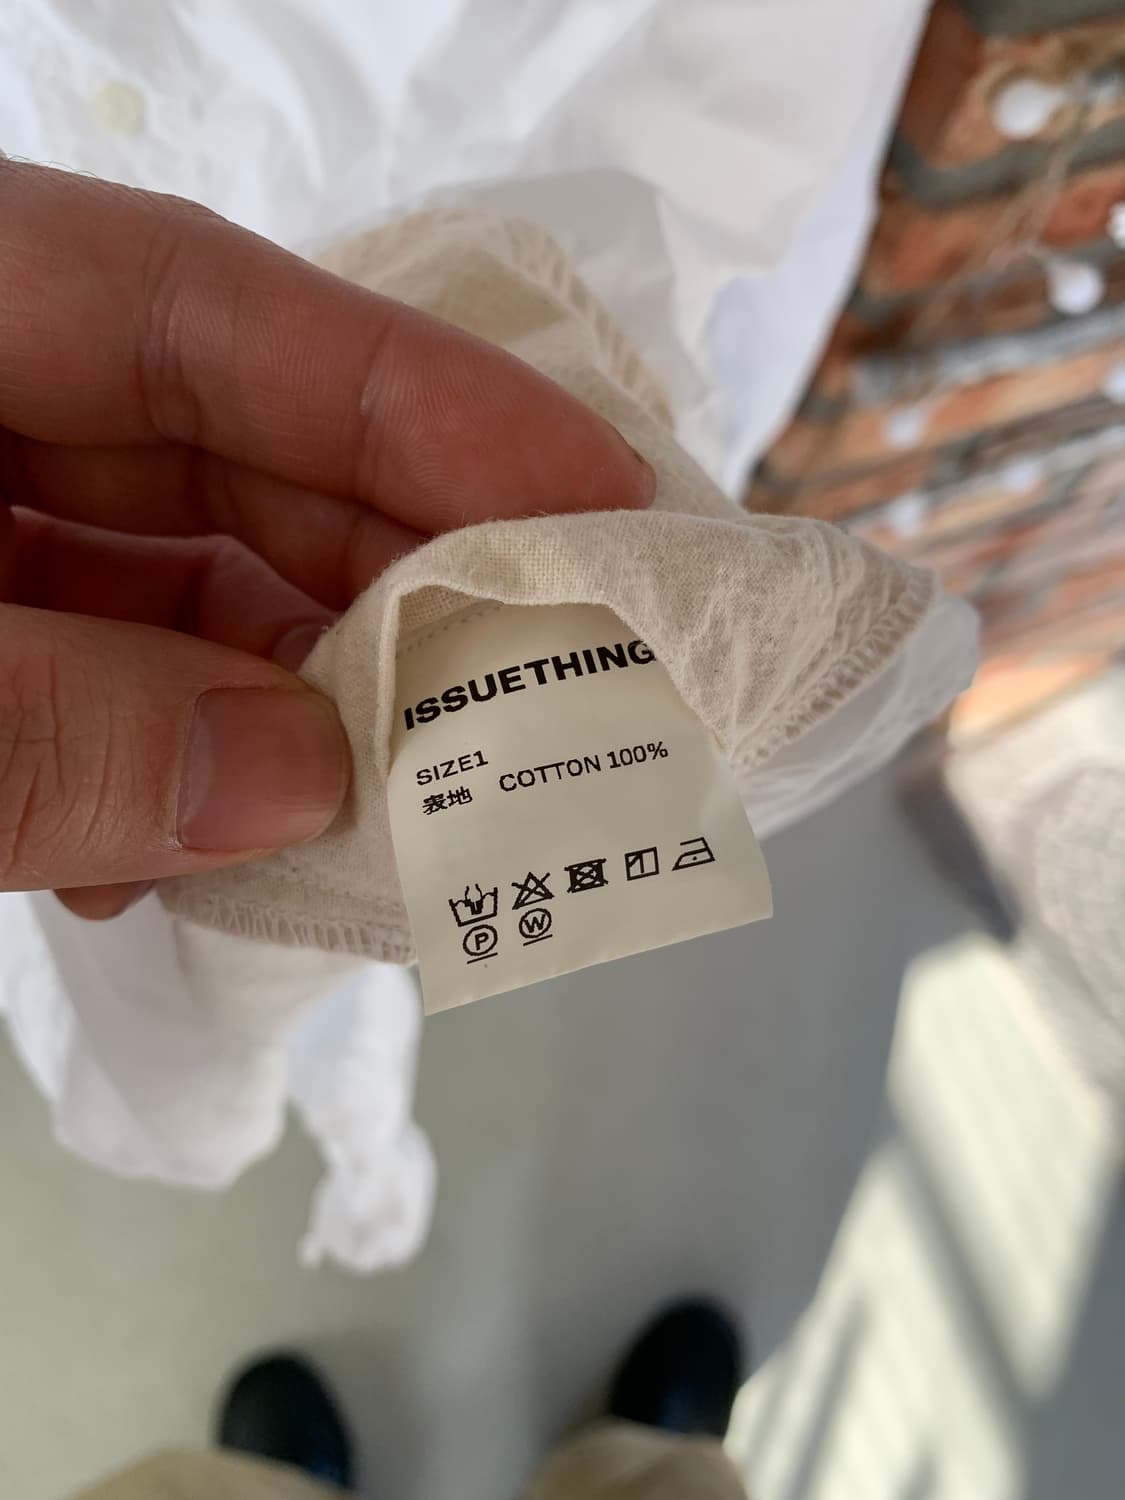 ISSUETHING
SIZE1
表地 COTTON 100%
P W